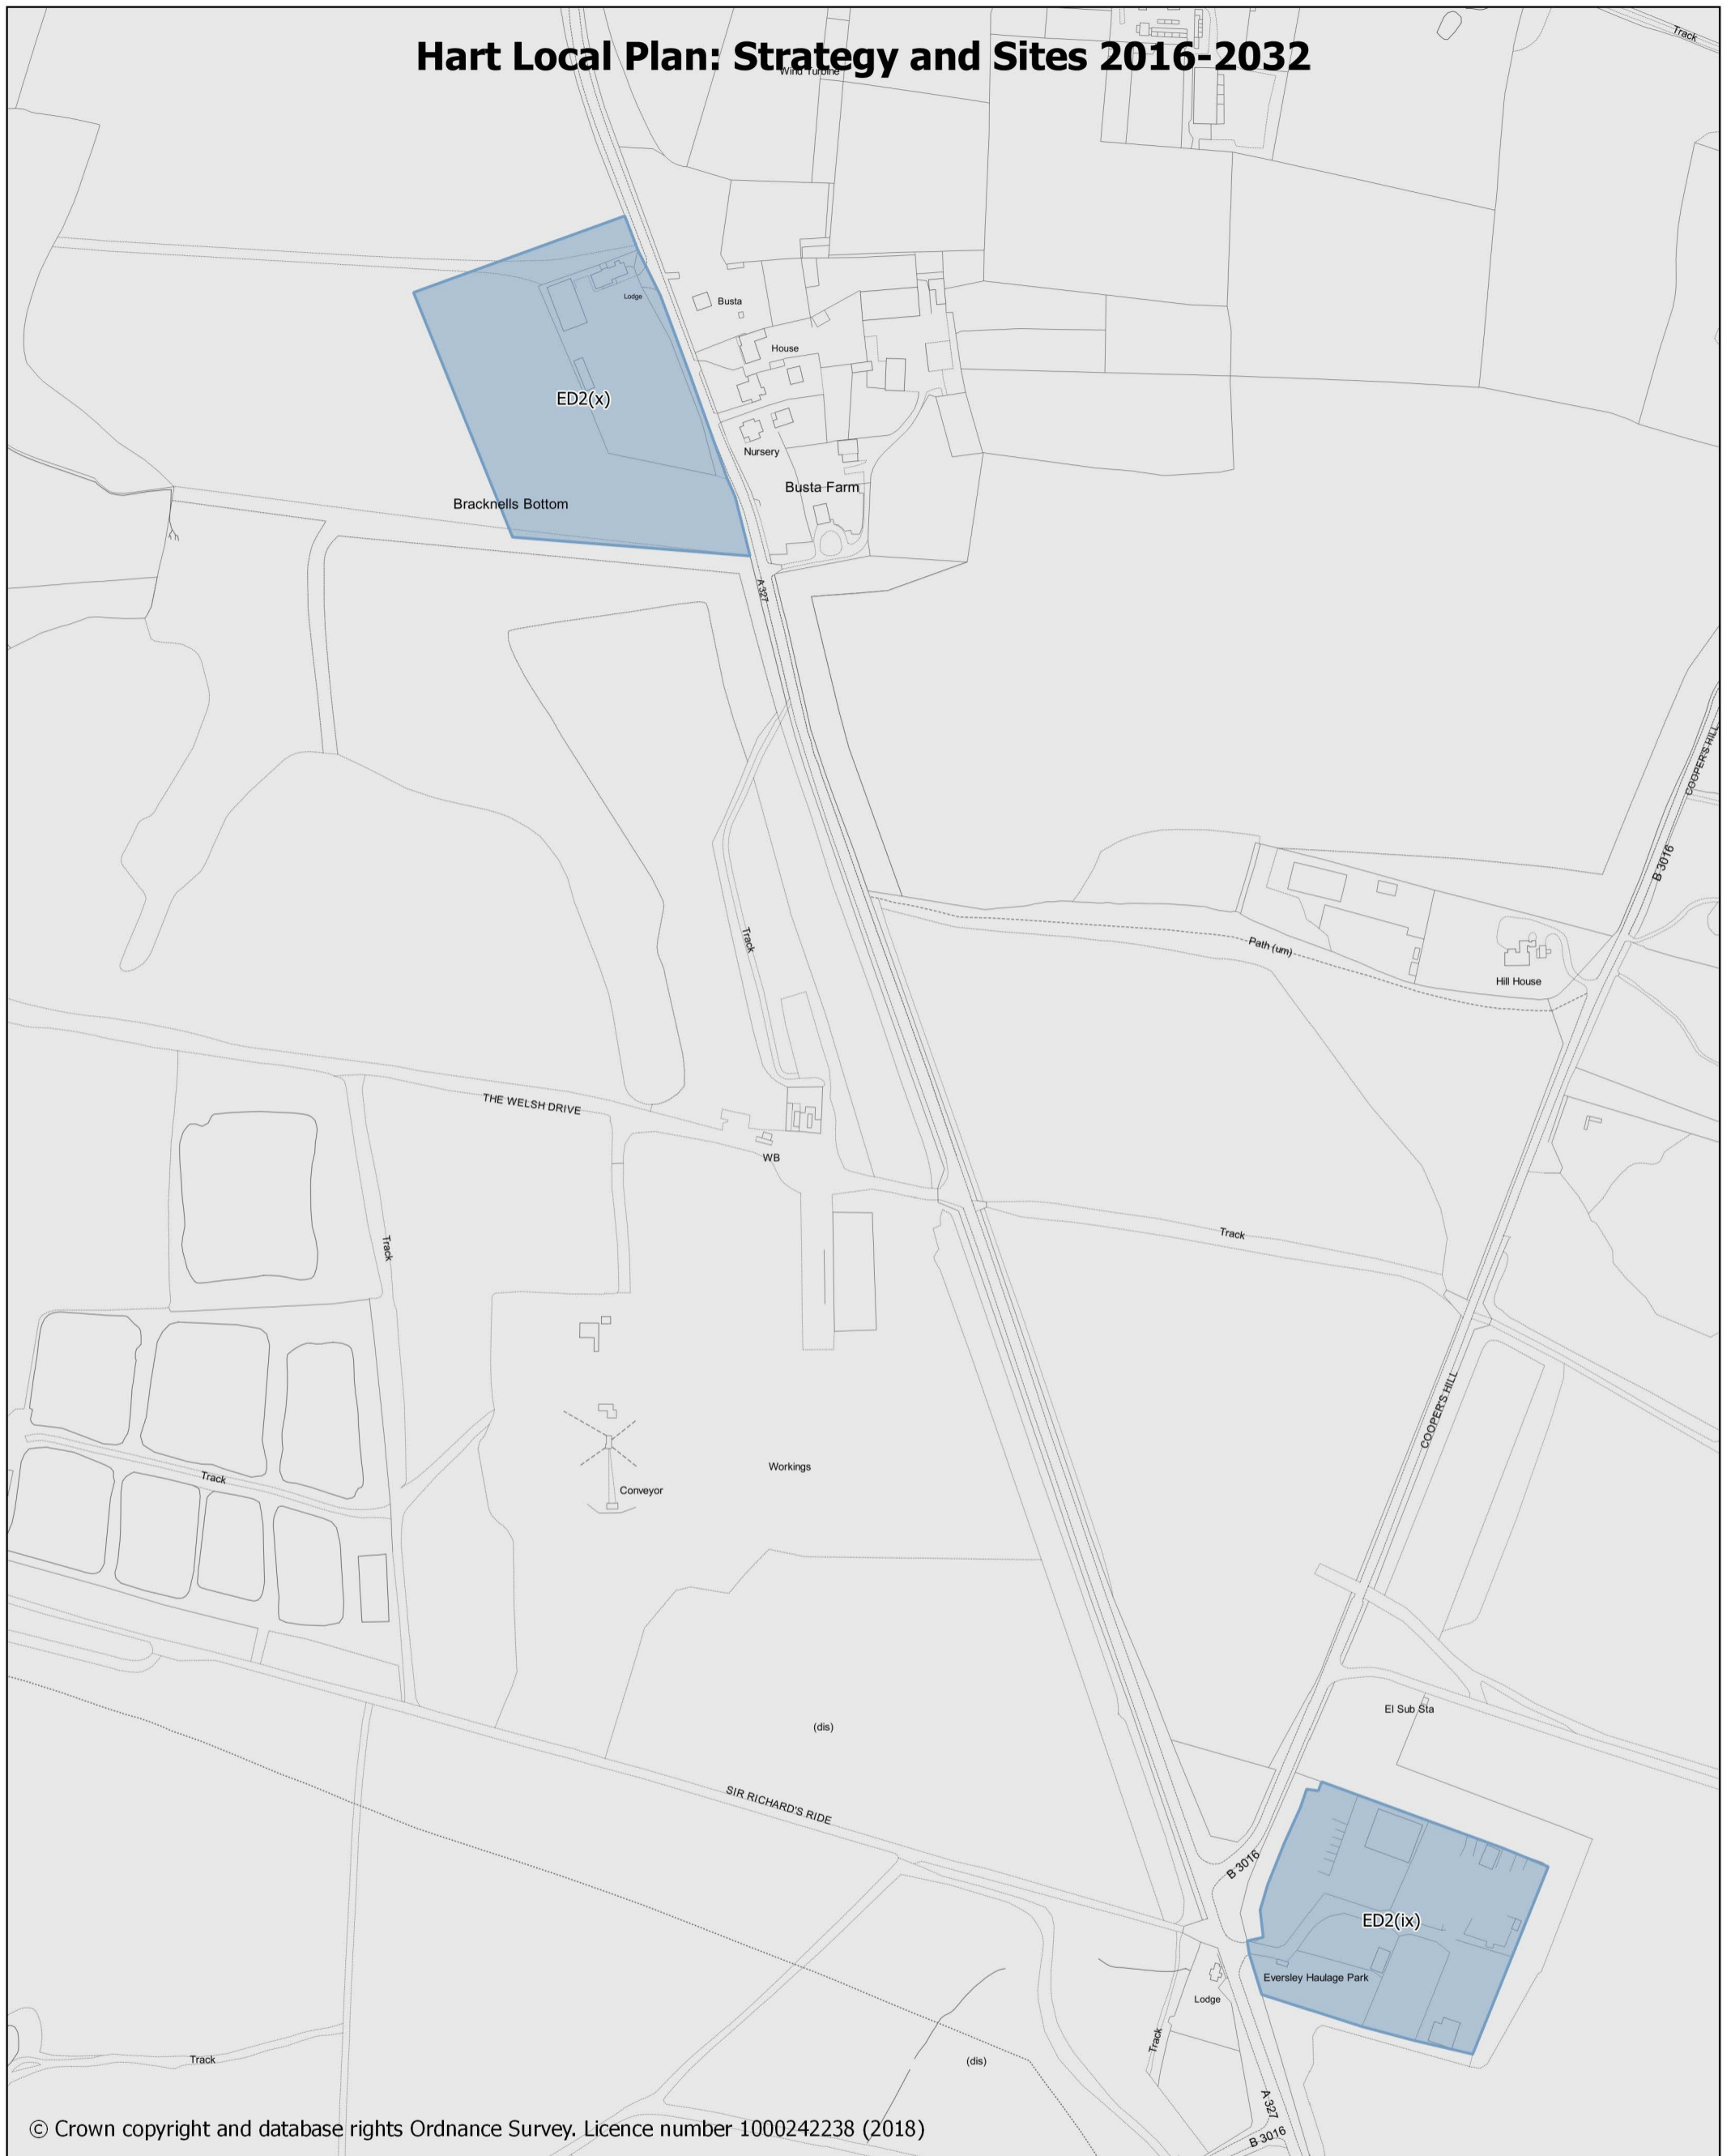 Hart Local Plan: Strategy and Sites 2016-2032
Track
Wind Turbine
Lodge
Busta
House
ED2(x)
Nursery
Busta Farm
Bracknells Bottom
A 327
COOPER'S HILL
B 3016
Track
Path (um)
Hill House
THE WELSH DRIVE
WB
Track
Track
COOPER'S HILL
Workings
Track
Conveyor
El Sub Sta
(dis)
SIR RICHARD'S RIDE
B 3016
ED2(ix)
Eversley Haulage Park
Lodge
Track
Track
(dis)
A 327
B 3016
© Crown copyright and database rights Ordnance Survey. Licence number 1000242238 (2018)